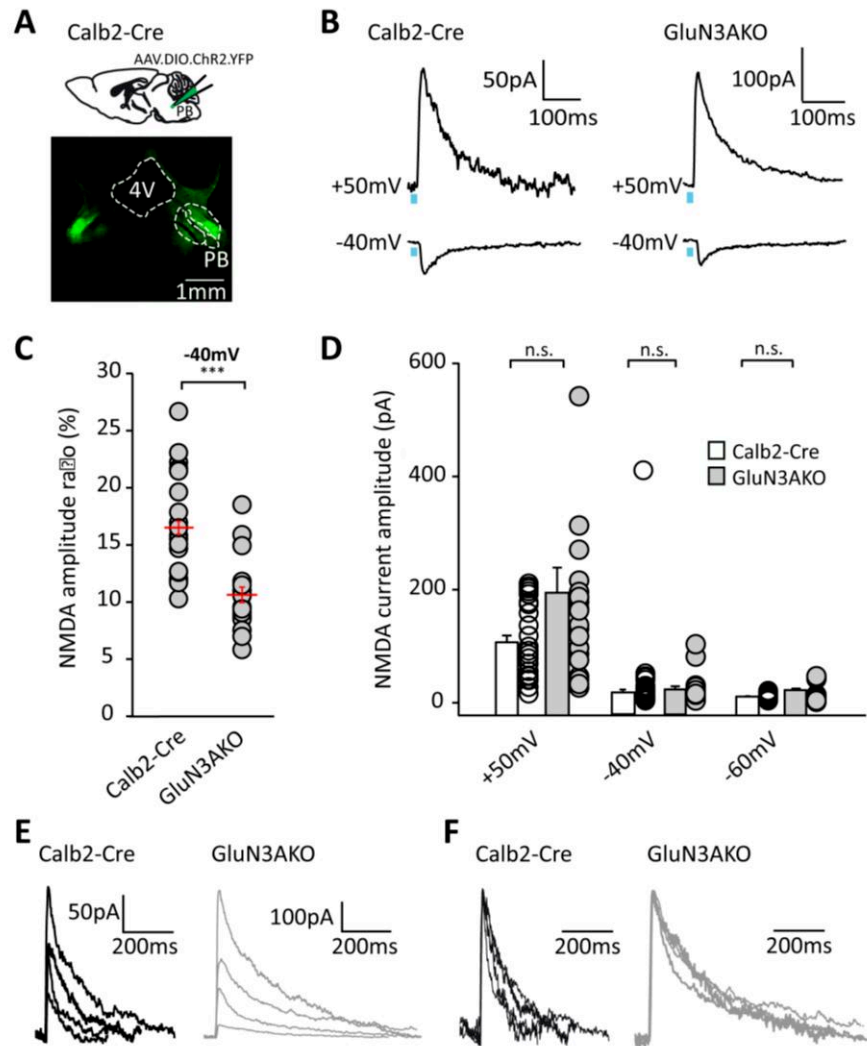 A
Calb2-Cre
AAV.DIO.ChR2.YFP
PB
4V
PB
1mm
B
Calb2-Cre
GluN3AKO
50pA
100ms
100pA
100ms
+50mV
+50mV
-40mV
-40mV
C
-40mV
***
NMDA amplitude ra⍰o (%)
30
25
20
15
10
5
0
Calb2-Cre
GluN3AKO
D
n.s.
n.s.
n.s.
NMDA current amplitude (pA)
600
400
200
0
Calb2-Cre
GluN3AKO
+50mV
-40mV
-60mV
E
Calb2-Cre
GluN3AKO
50pA
200ms
100pA
200ms
F
Calb2-Cre
GluN3AKO
200ms
200ms